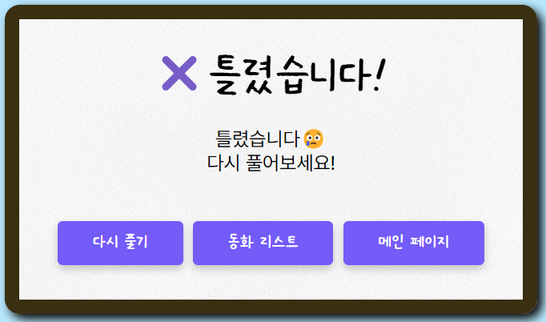 ❌ 틀렸습니다!
틀렸습니다 😢
다시 풀어보세요!
다시 풀기
동화 리스트
메인 페이지